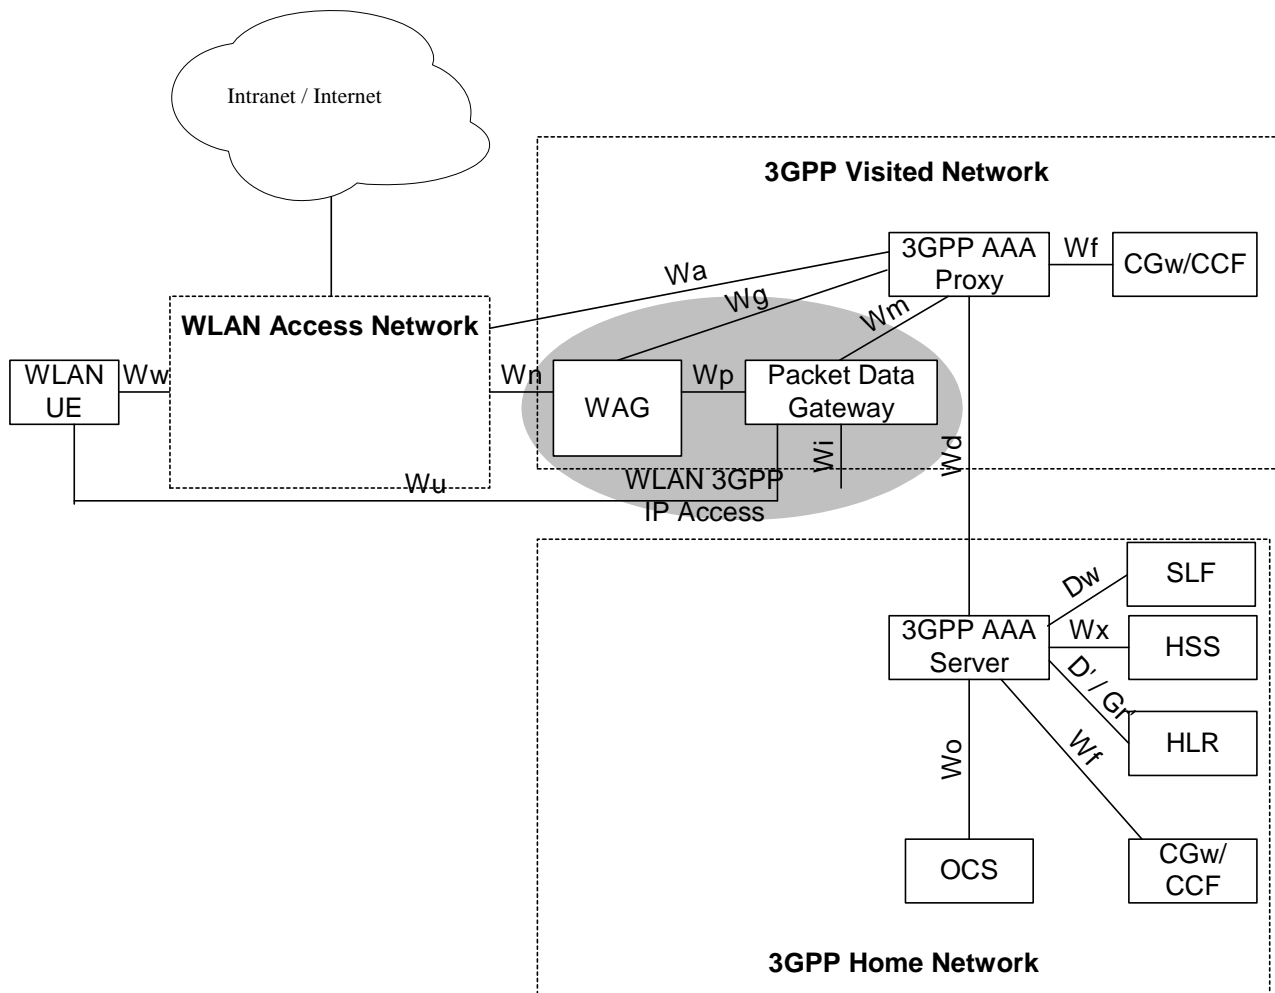 Intranet / Internet
3GPP Visited Network
3GPP AAA
Proxy
Wf
CGw/CCF
Wa
Wg
Wm
WLAN Access Network
WLAN
UE
Ww
Wn
WAG
Wp
Packet Data
Gateway
Wi
Wd
Wu
WLAN 3GPP
IP Access
SLF
Dw
3GPP AAA
Server
Wx
HSS
D' / Gr'
HLR
Wf
Wo
OCS
CGw/
CCF
3GPP Home Network